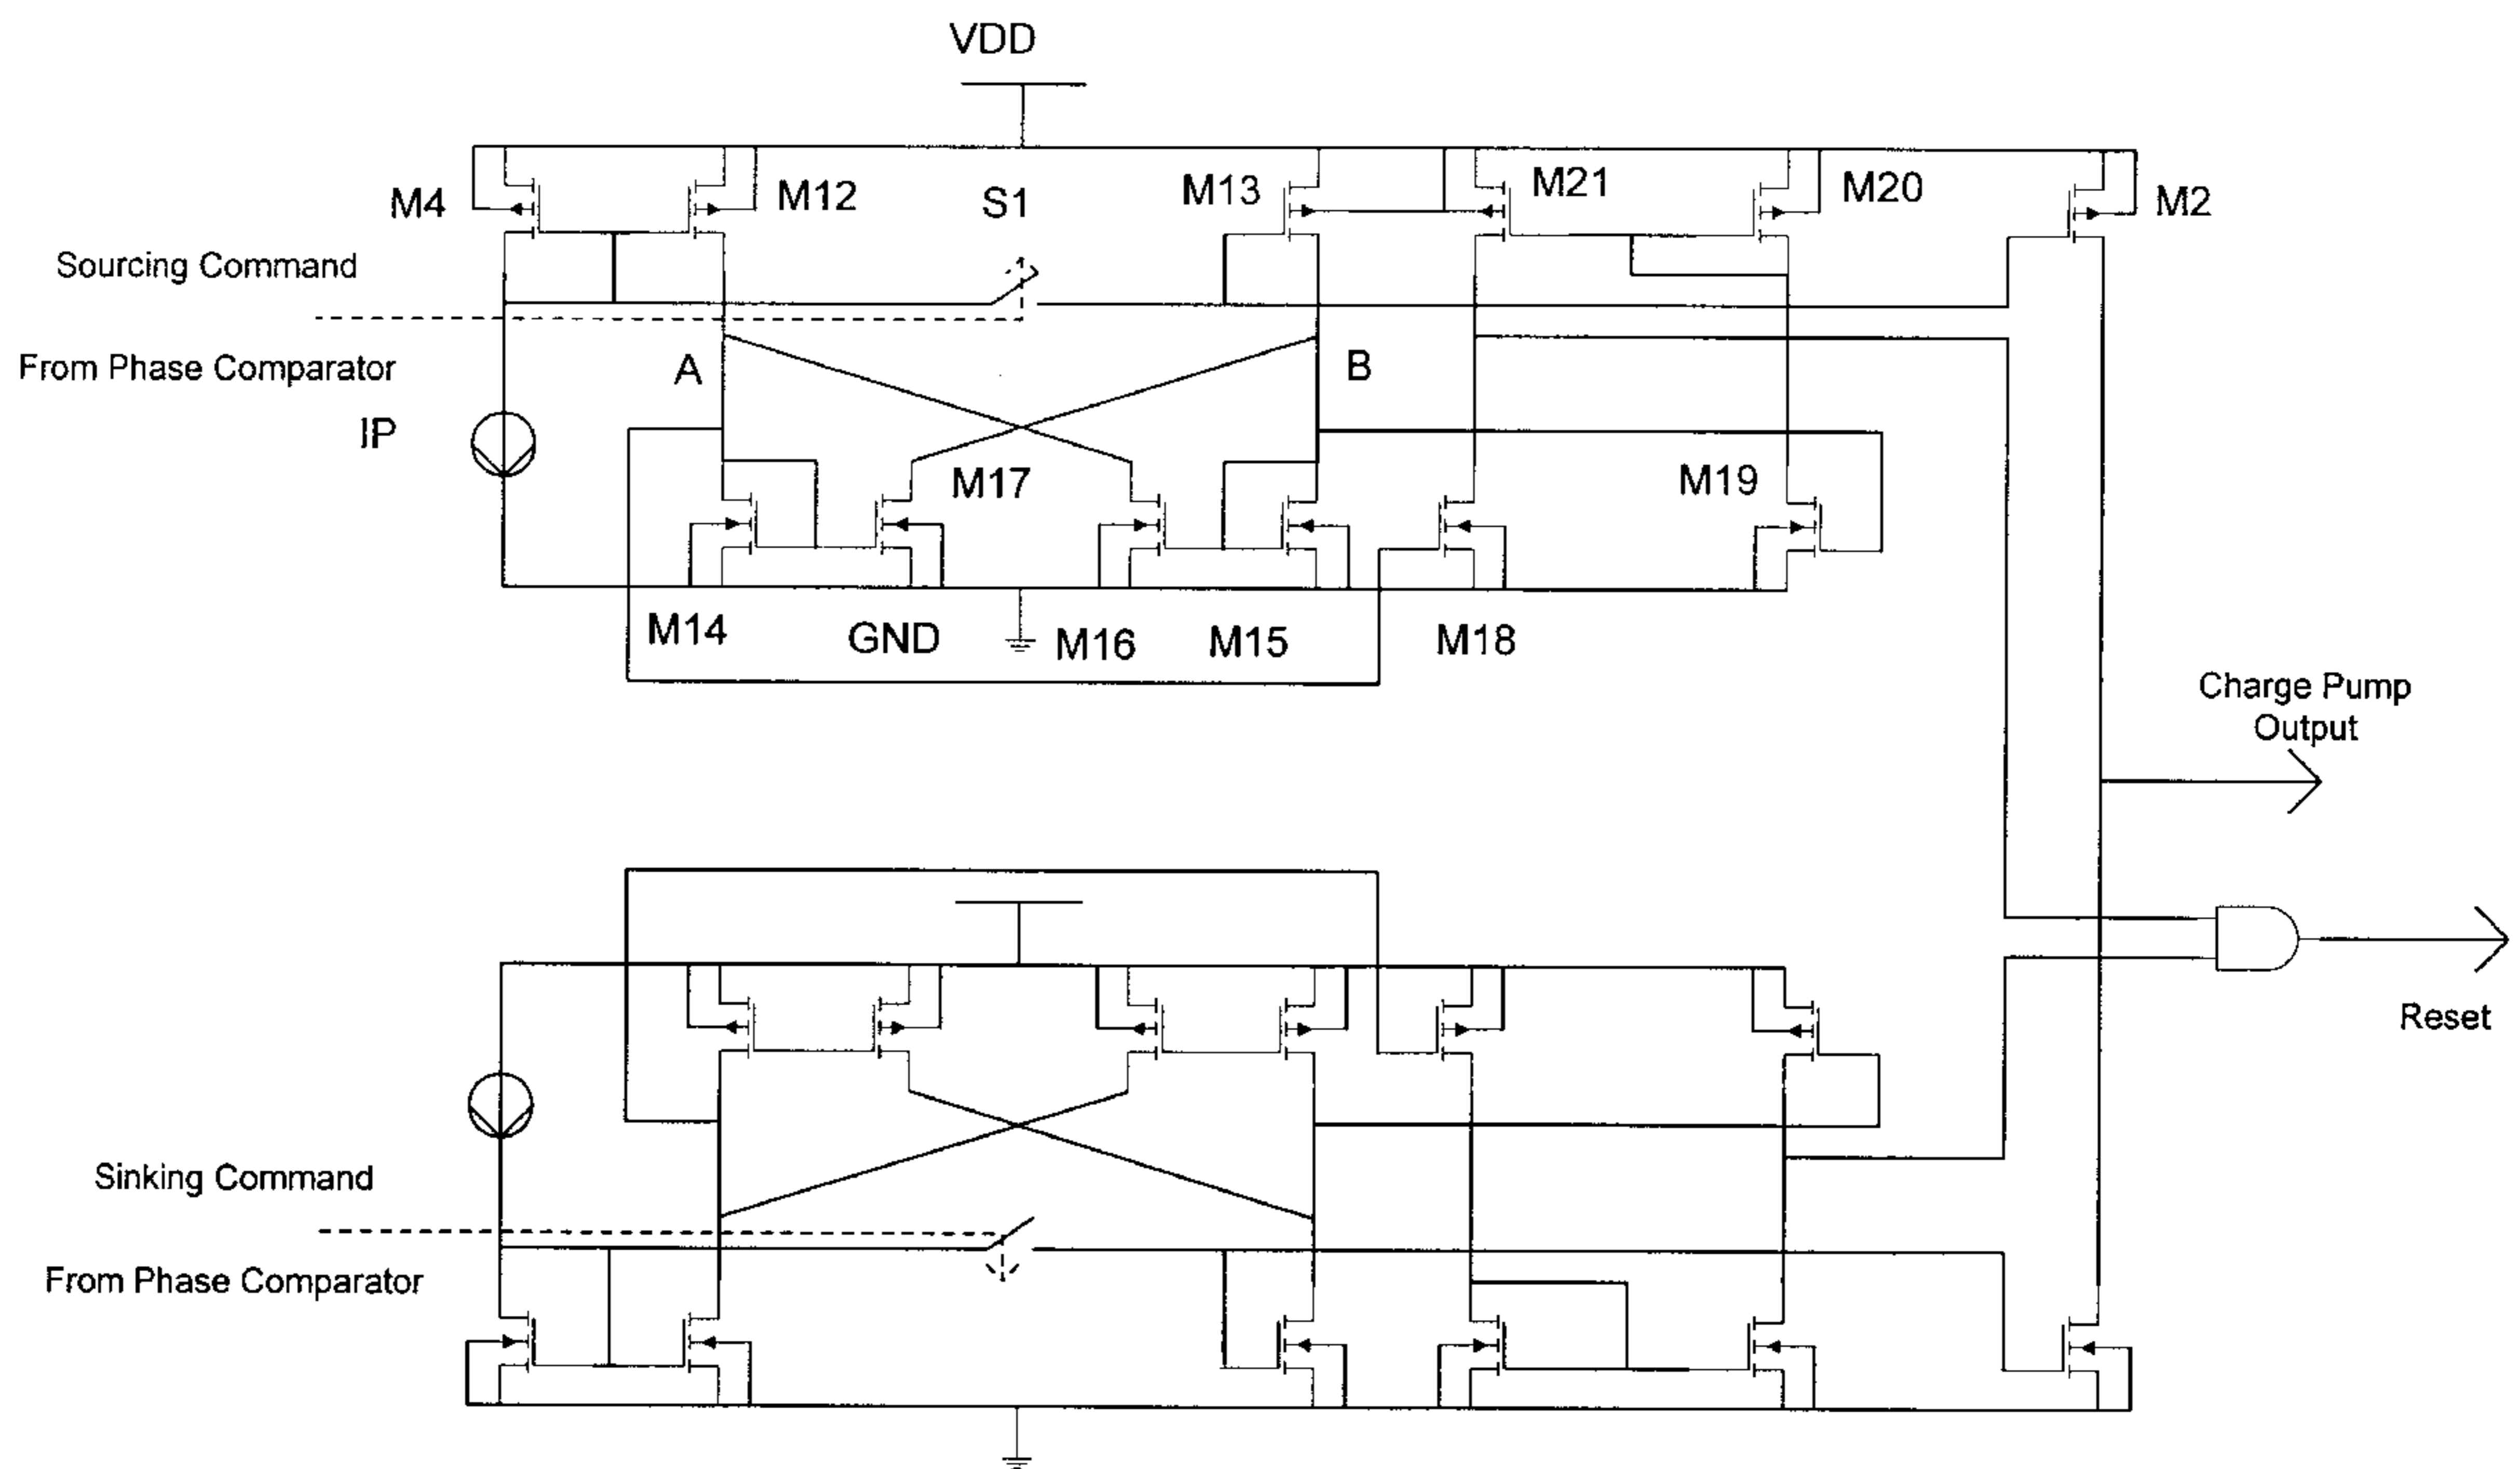 VDD
M4
M12
S1
M13
M21
M20
M2
Sourcing Command
From Phase Comparator
A
B
IP
M17
M19
M14
GND
M16
M15
M18
Charge Pump
Output
Reset
Sinking Command
From Phase Comparator